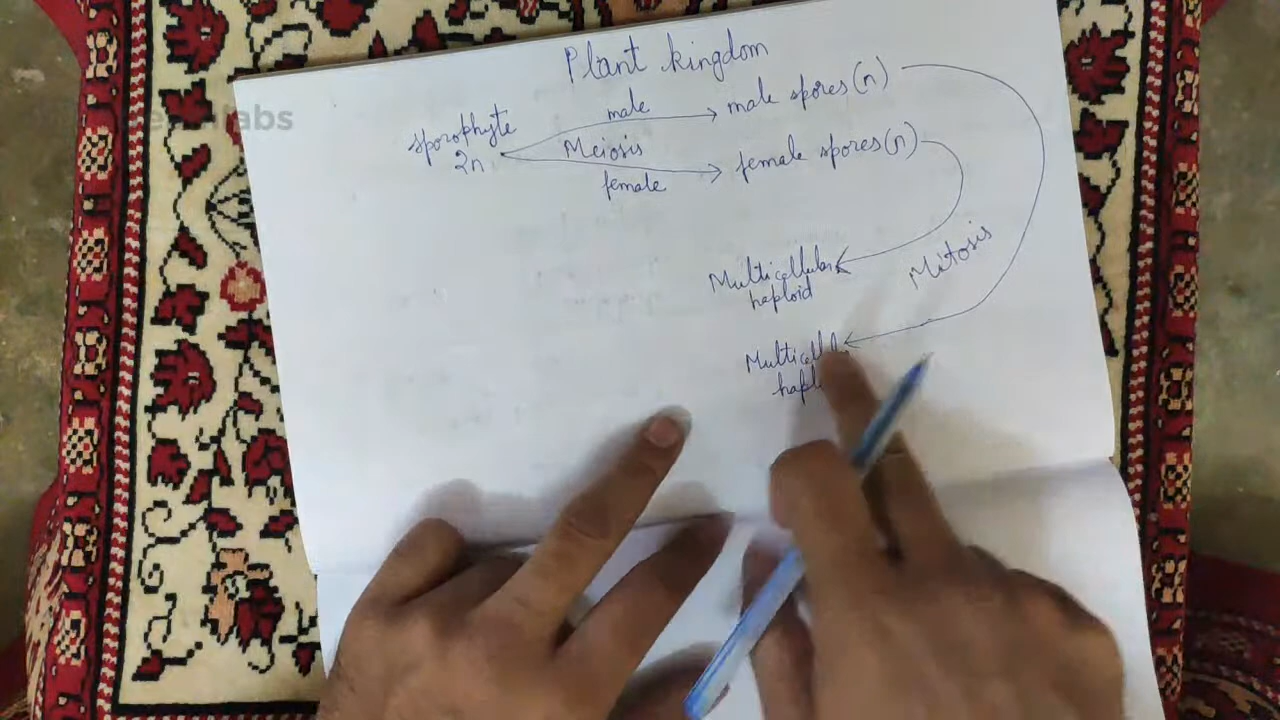 Plant kingdom
male
male spores (n)
sporophyte
2n
Meiosis
female spores (n)
female
Mitosis
Multicellular
haploid